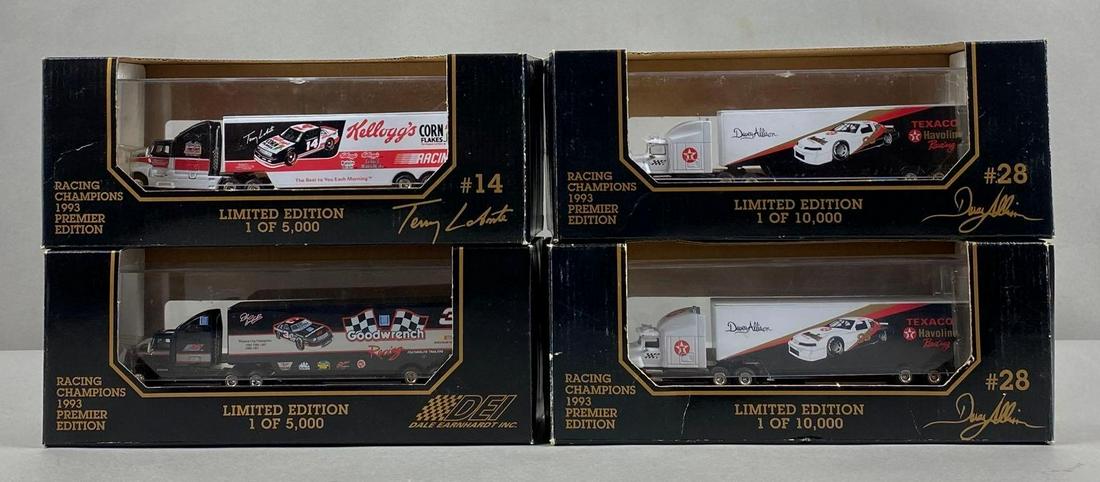 Terry Labonte
14
Kellogg's CORN
FLAKES
RACIN
The Best to You Each Morning™
RACING
CHAMPIONS
1993
PREMIER
EDITION
LIMITED EDITION
1 OF 5,000
#14
Terry Labonte
Davey Allison
TEXACO
Havoline
Racing
RACING
CHAMPIONS
1993
PREMIER
EDITION
LIMITED EDITION
1 OF 10,000
#28
Davey Allison
Goodwrench
Racing
3
RACING
CHAMPIONS
1993
PREMIER
EDITION
LIMITED EDITION
1 OF 5,000
DEI
DALE EARNHARDT INC.
Davey Allison
TEXACO
Havoline
Racing
RACING
CHAMPIONS
1993
PREMIER
EDITION
LIMITED EDITION
1 OF 10,000
#28
Davey Allison